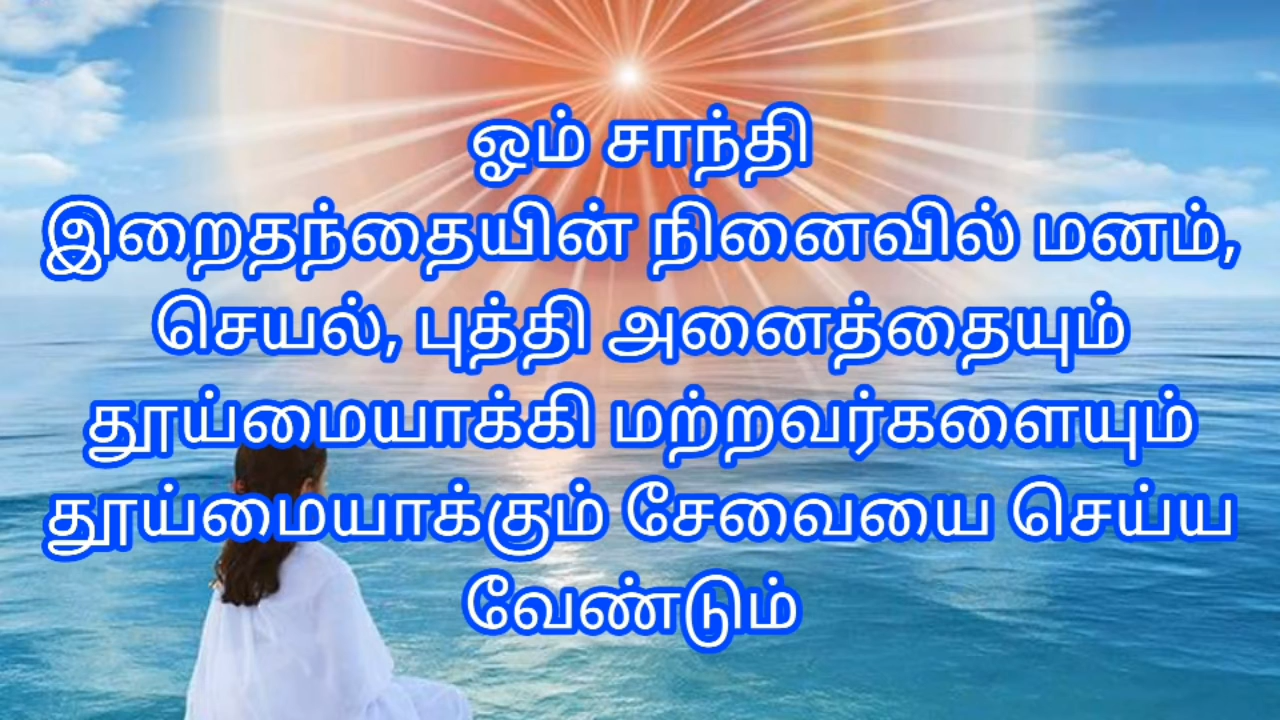 ஓம் சாந்தி
இறைதந்தையின் நினைவில் மனம்,
செயல், புத்தி அனைத்தையும்
தூய்மையாக்கி மற்றவர்களையும்
தூய்மையாக்கும் சேவையை செய்ய
வேண்டும்